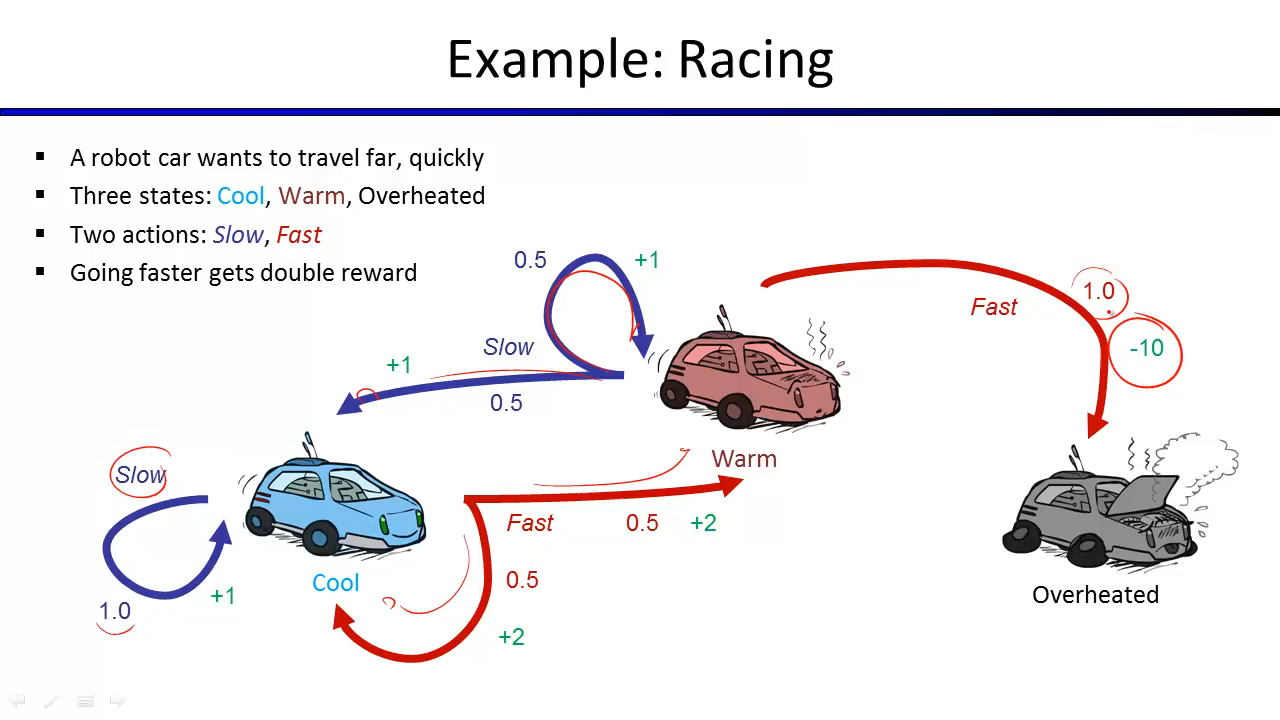 Example: Racing
A robot car wants to travel far, quickly
Three states: Cool, Warm, Overheated
Two actions: Slow, Fast
Going faster gets double reward
0.5
+1
Fast
1.0
-10
Slow
+1
0.5
Warm
Slow
1.0
+1
Cool
Fast
0.5
+2
0.5
+2
Overheated